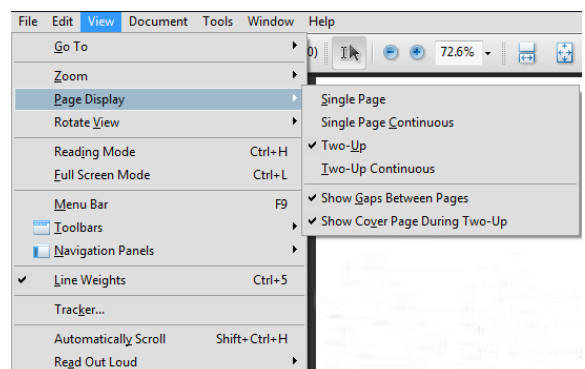 File Edit View Document Tools Window Help
0) 72.6%
Go To
Zoom
Page Display
Rotate View
Reading Mode Ctrl+H
Full Screen Mode Ctrl+L
Menu Bar F9
Toolbars
Navigation Panels
Line Weights Ctrl+5
Tracker...
Automatically Scroll Shift+Ctrl+H
Read Out Loud
Single Page
Single Page Continuous
Two-Up
Two-Up Continuous
Show Gaps Between Pages
Show Cover Page During Two-Up